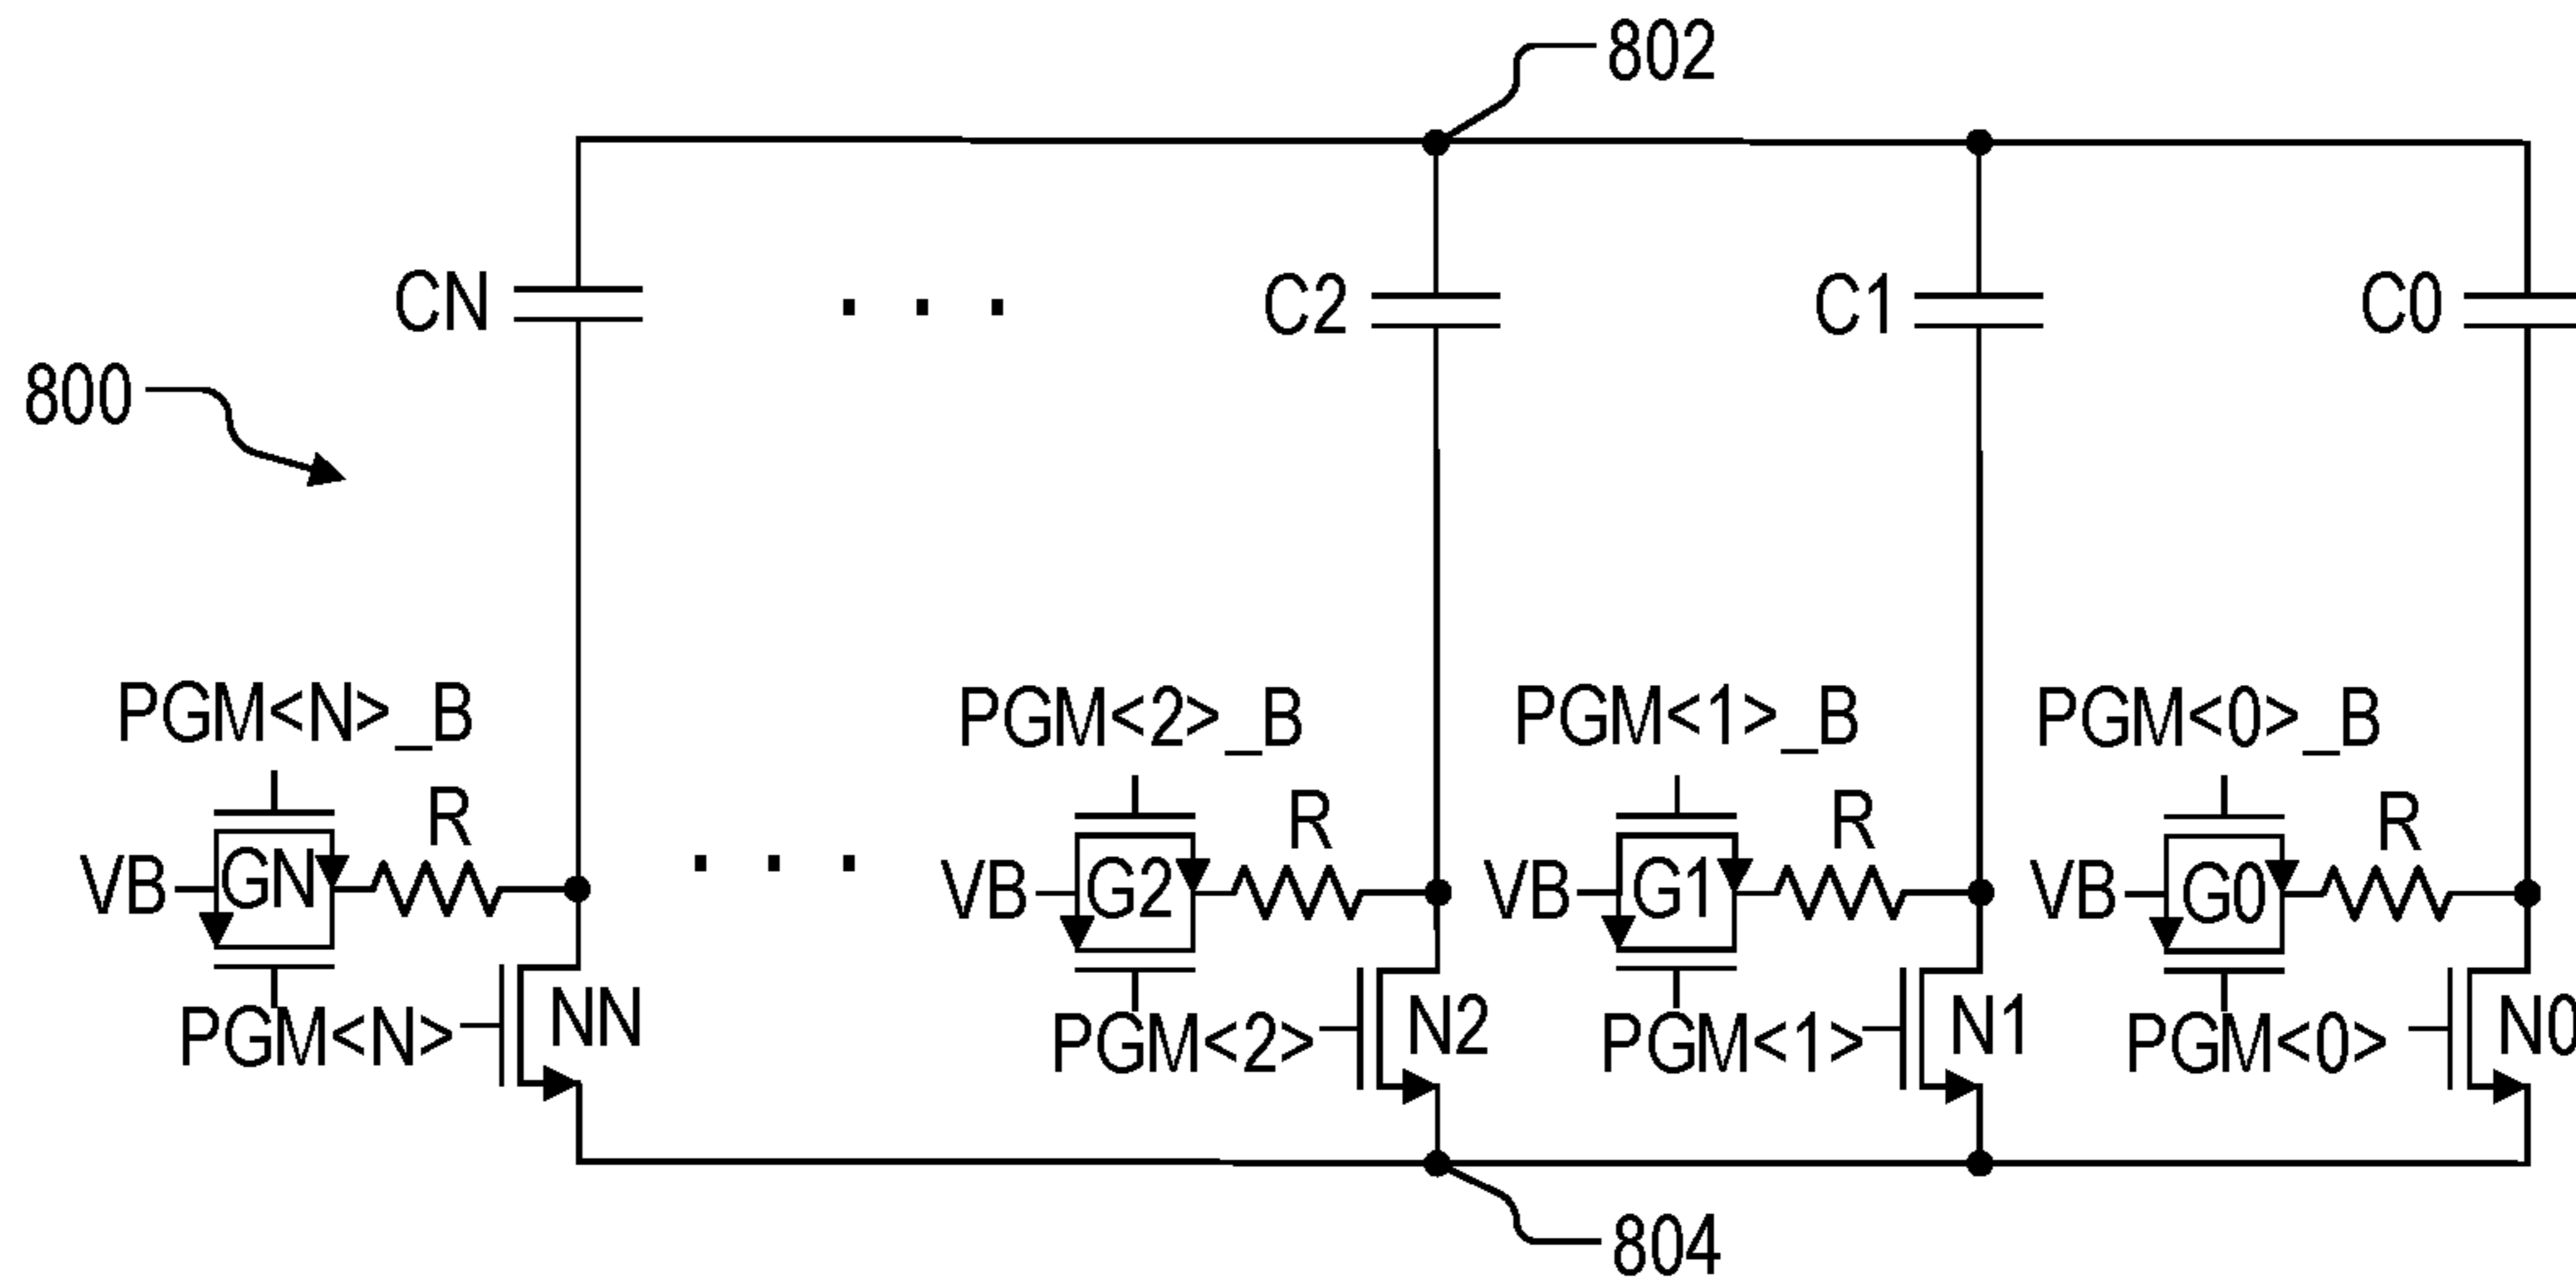 802
CN
C2
C1
C0
800
PGM<N>_B
PGM<2>_B
PGM<1>_B
PGM<0>_B
R
R
R
R
VB
GN
VB
G2
VB
G1
VB
G0
PGM<N>
NN
PGM<2>
N2
PGM<1>
N1
PGM<0>
N0
804